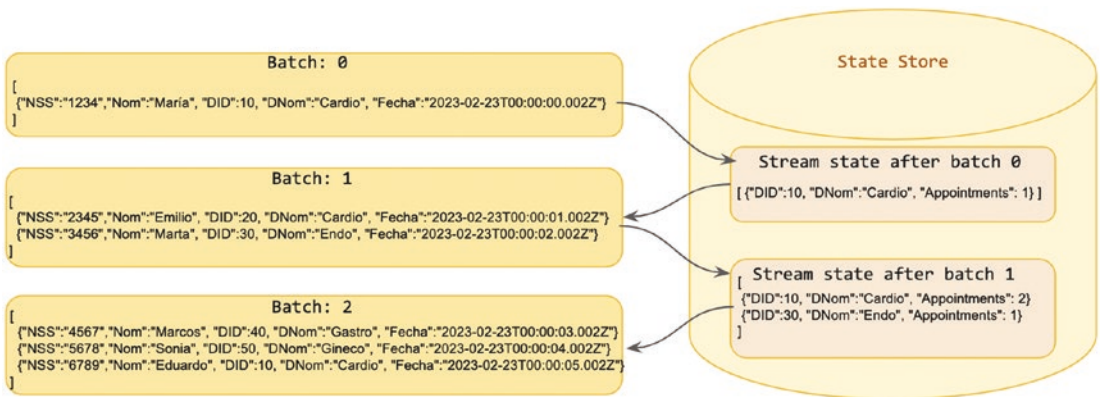 Batch: 0
[
{"NSS":"1234","Nom":"María", "DID":10, "DNom":"Cardio", "Fecha":"2023-02-23T00:00:00.002Z"}
]
Batch: 1
[
{"NSS":"2345","Nom":"Emilio", "DID":20, "DNom":"Cardio", "Fecha":"2023-02-23T00:00:01.002Z"}
{"NSS":"3456","Nom":"Marta", "DID":30, "DNom":"Endo", "Fecha":"2023-02-23T00:00:02.002Z"}
]
Batch: 2
[
{"NSS":"4567","Nom":"Marcos", "DID":40, "DNom":"Gastro", "Fecha":"2023-02-23T00:00:03.002Z"
{"NSS":"5678","Nom":"Sonia", "DID":50, "DNom":"Gineco", "Fecha":"2023-02-23T00:00:04.002Z"}
{"NSS":"6789","Nom":"Eduardo", "DID":10, "DNom":"Cardio", "Fecha":"2023-02-23T00:00:05.002Z"}
]
State Store
Stream state after batch 0
[ {"DID":10, "DNom":"Cardio", "Appointments": 1} ]
Stream state after batch 1
[
{"DID":10, "DNom":"Cardio", "Appointments": 2}
{"DID":30, "DNom":"Endo", "Appointments": 1}
]